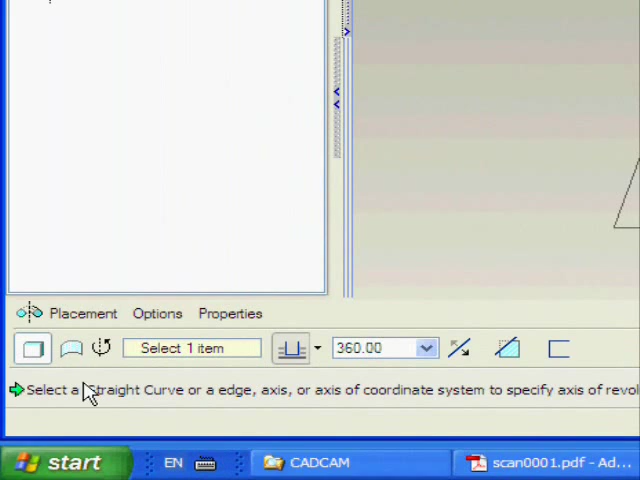 Placement Options Properties
Select 1 item 360.00
Select a Straight Curve or a edge, axis, or axis of coordinate system to specify axis of revol
start EN CADCAM scan0001.pdf - Ad...